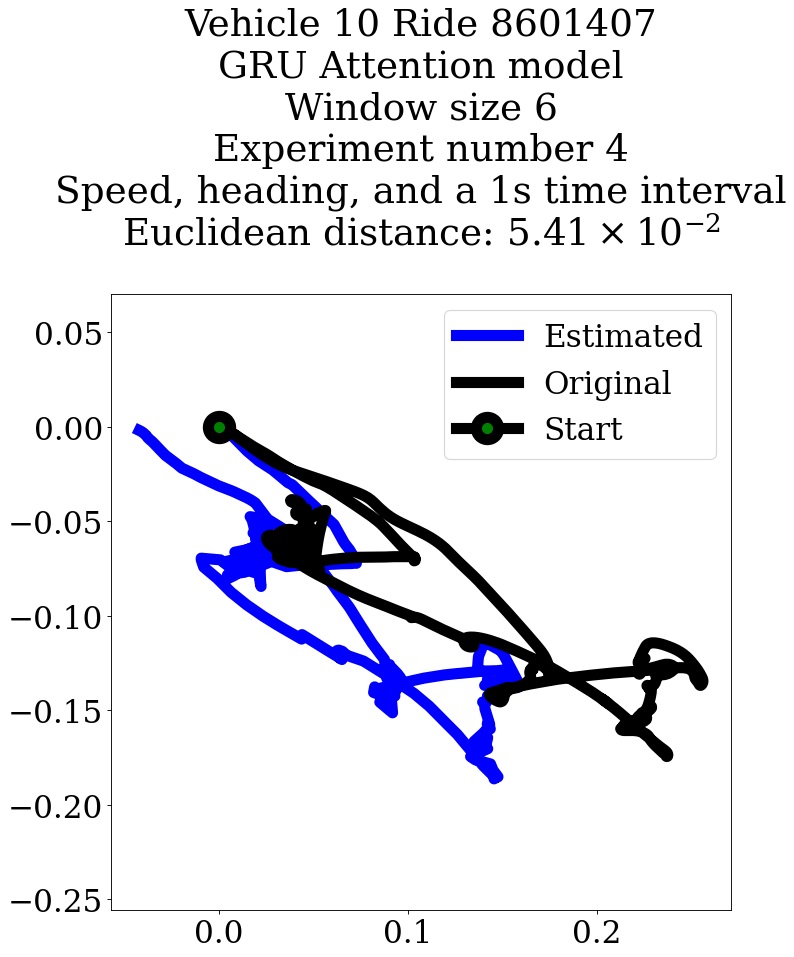 Vehicle 10 Ride 8601407
GRU Attention model
Window size 6
Experiment number 4
Speed, heading, and a 1s time interval
Euclidean distance: 5.41 × 10⁻²
Estimated
Original
Start
0.05
0.00
−0.05
−0.10
−0.15
−0.20
−0.25
0.0
0.1
0.2